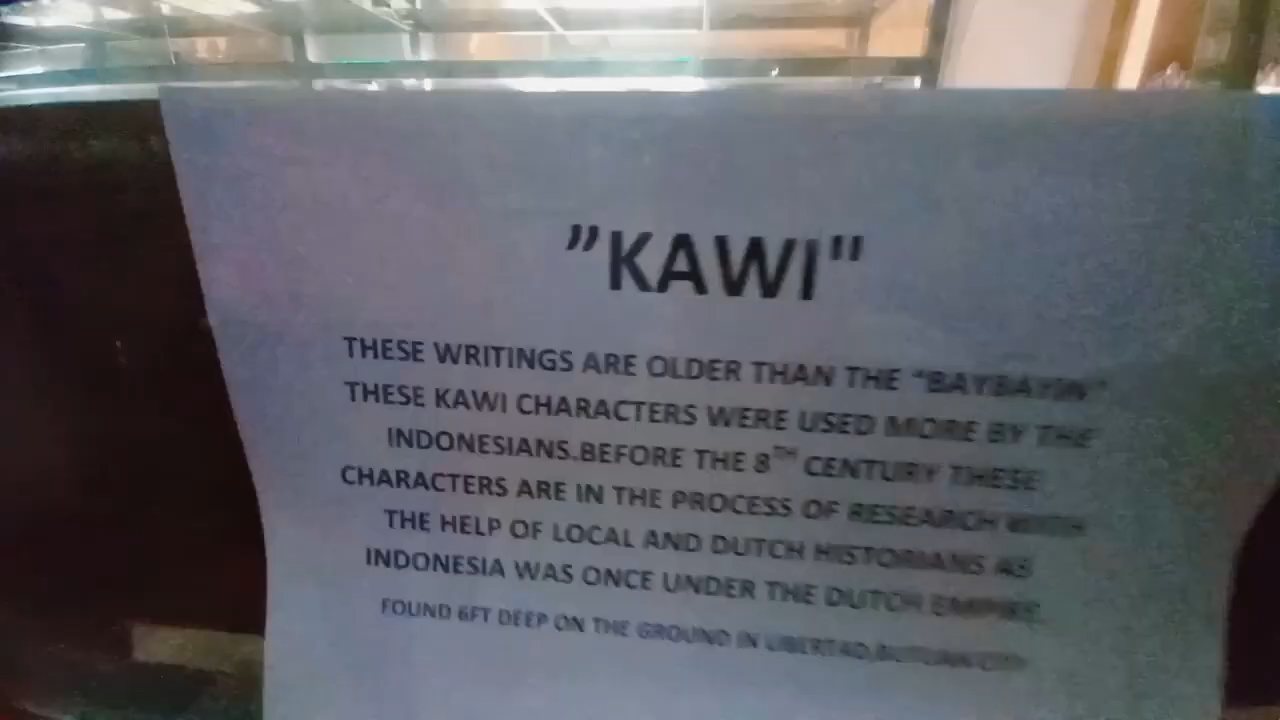 "KAWI"
THESE WRITINGS ARE OLDER THAN THE "BAYBAYIN"
THESE KAWI CHARACTERS WERE USED MORE BY THE
INDONESIANS.BEFORE THE 8TH CENTURY THESE
CHARACTERS ARE IN THE PROCESS OF RESEARCH WITH
THE HELP OF LOCAL AND DUTCH HISTORIANS AS
INDONESIA WAS ONCE UNDER THE DUTCH EMPIRE.
FOUND 6FT DEEP ON THE GROUND IN LIBERTAD,BUTUAN CITY